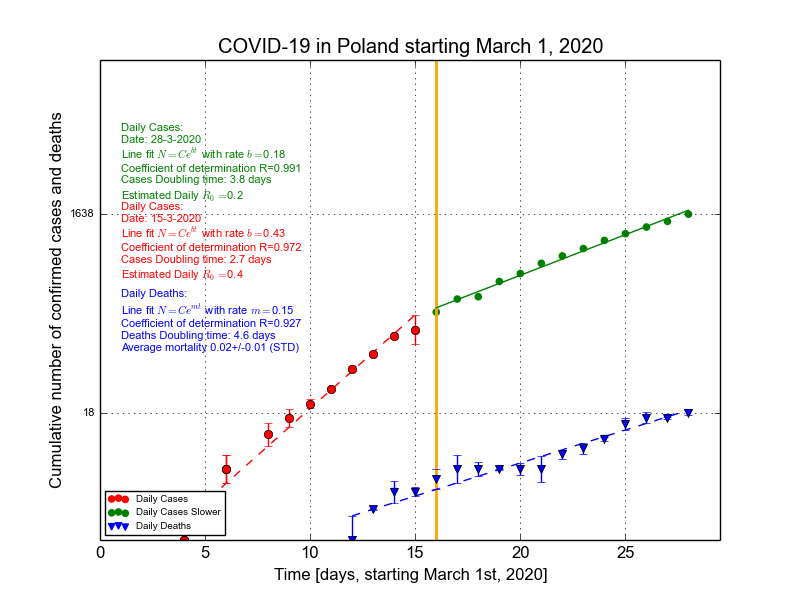 COVID-19 in Poland starting March 1, 2020
Cumulative number of confirmed cases and deaths
1638
18
Daily Cases:
Date: 28-3-2020
Line fit N = Ce^{bt} with rate b =0.18
Coefficient of determination R=0.991
Cases Doubling time: 3.8 days
Estimated Daily R_0 =0.2
Daily Cases:
Date: 15-3-2020
Line fit N = Ce^{bt} with rate b =0.43
Coefficient of determination R=0.972
Cases Doubling time: 2.7 days
Estimated Daily R_0 =0.4
Daily Deaths:
Line fit N = Ce^{mt} with rate m =0.15
Coefficient of determination R=0.927
Deaths Doubling time: 4.6 days
Average mortality 0.02+/-0.01 (STD)
Daily Cases
Daily Cases Slower
Daily Deaths
0 5 10 15 20 25
Time [days, starting March 1st, 2020]